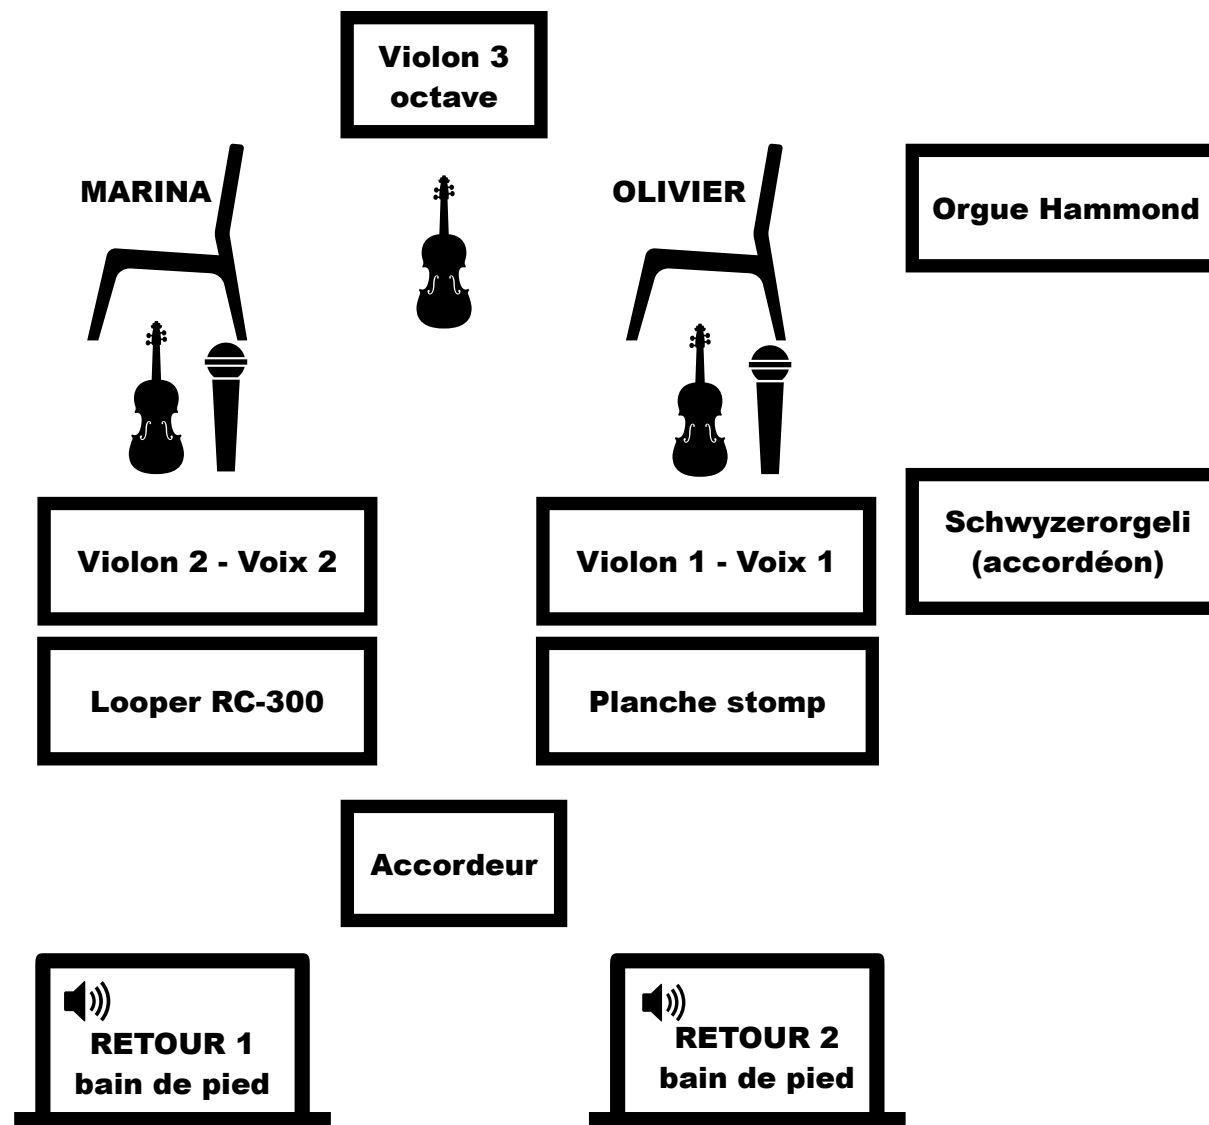 Violon 3
octave
MARINA
OLIVIER
Orgue Hammond
Violon 2 - Voix 2
Violon 1 - Voix 1
Schwyzerorgeli
(accordéon)
Looper RC-300
Planche stomp
Accordeur
RETOUR 1
bain de pied
RETOUR 2
bain de pied